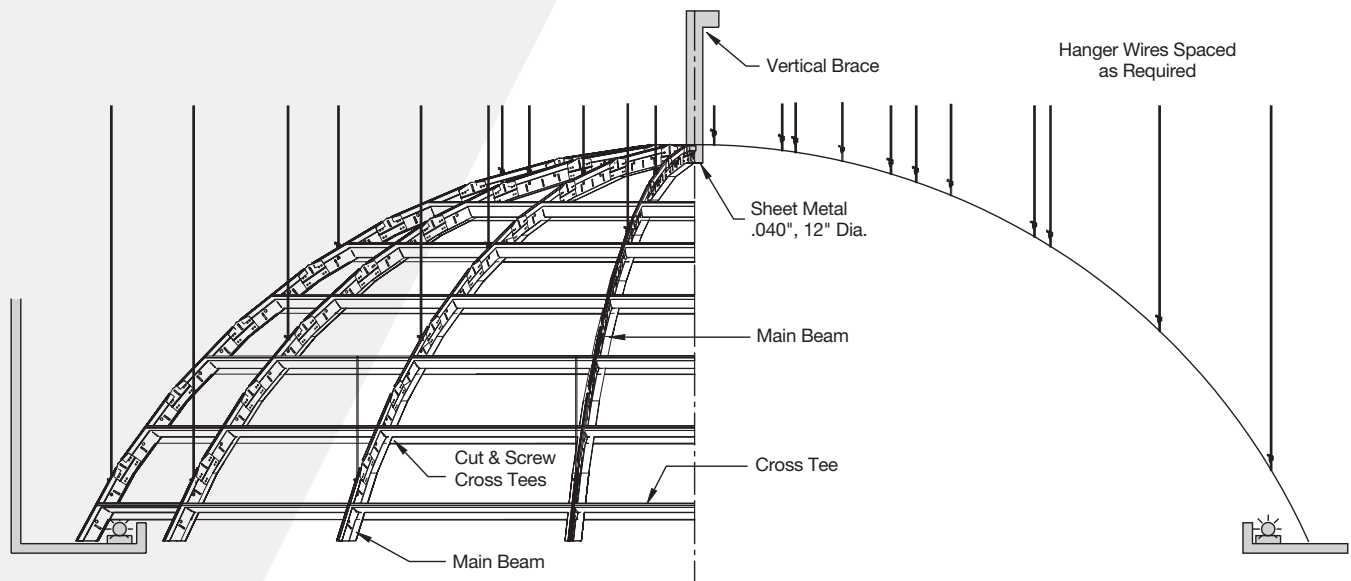 Vertical Brace
Hanger Wires Spaced
as Required
Sheet Metal
.040", 12" Dia.
Main Beam
Cut & Screw
Cross Tees
Cross Tee
Main Beam